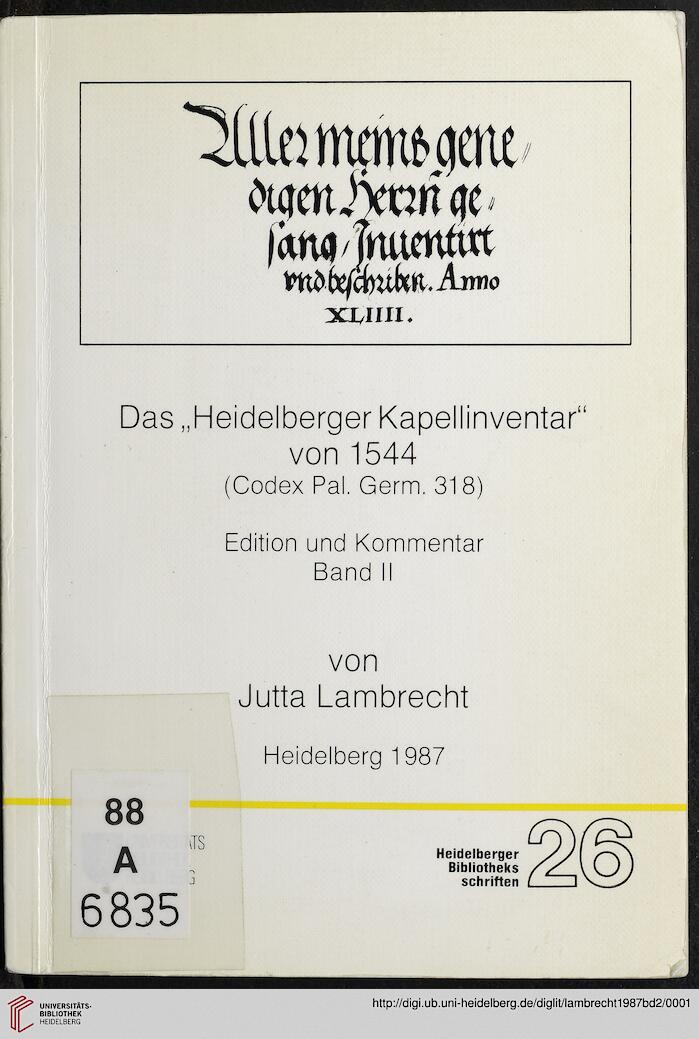 Aller meins gene⸗
digen Herrn̄ ge⸗
sang / Inuentirt
vnd beschriben. Anno
XLIIII.
Das „Heidelberger Kapellinventar“
von 1544
(Codex Pal. Germ. 318)
Edition und Kommentar
Band II
von
Jutta Lambrecht
Heidelberg 1987
88
A
6835
Heidelberger
Bibliotheks
schriften
26
UNIVERSITÄTS-
BIBLIOTHEK
HEIDELBERG
http://digi.ub.uni-heidelberg.de/diglit/lambrecht1987bd2/0001